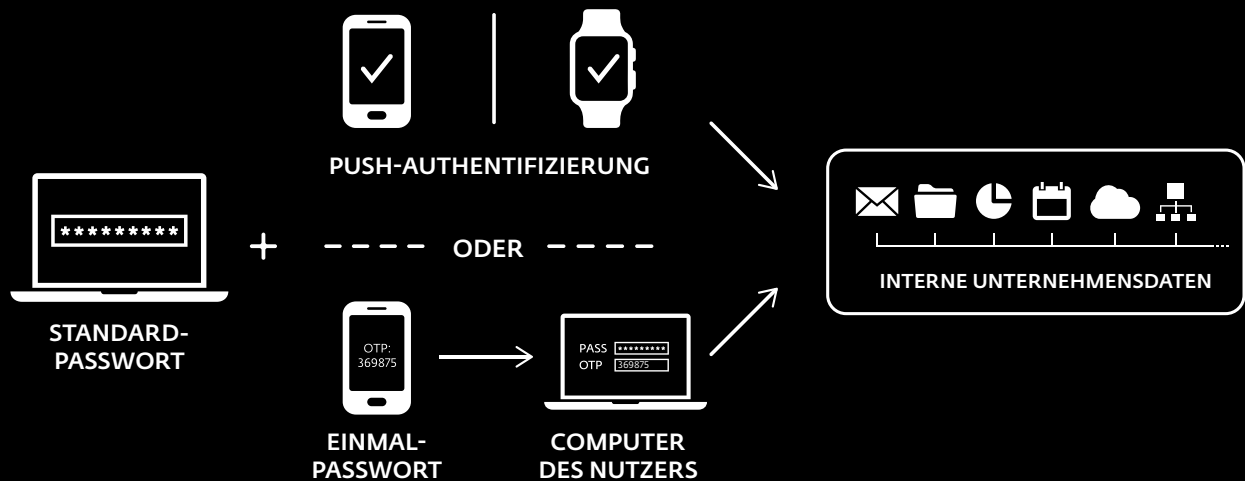 PUSH-AUTHENTIFIZIERUNG
*********
ODER
STANDARD-
PASSWORT
OTP:
369875
PASS *********
OTP 369875
EINMAL-
PASSWORT
COMPUTER
DES NUTZERS
INTERNE UNTERNEHMENSDATEN